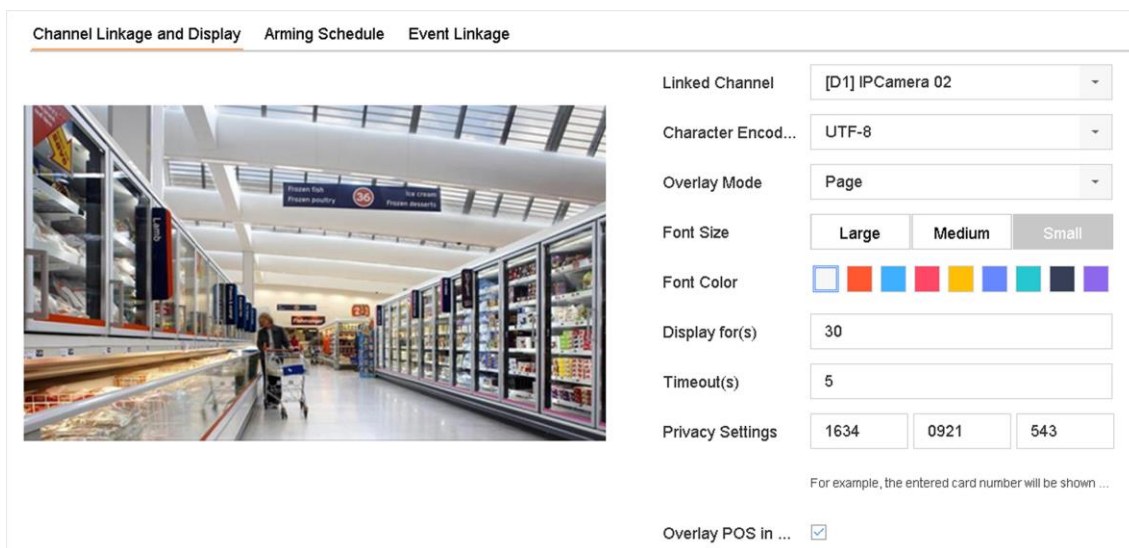 Channel Linkage and Display Arming Schedule Event Linkage
Linked Channel [D1] IPCamera 02
Character Encod... UTF-8
Overlay Mode Page
Font Size Large Medium Small
Font Color
Display for(s) 30
Timeout(s) 5
Privacy Settings 1634 0921 543
For example, the entered card number will be shown ...
Overlay POS in ...
Frozen fish
Frozen poultry
36
Ice cream
Frozen desserts
Lamb